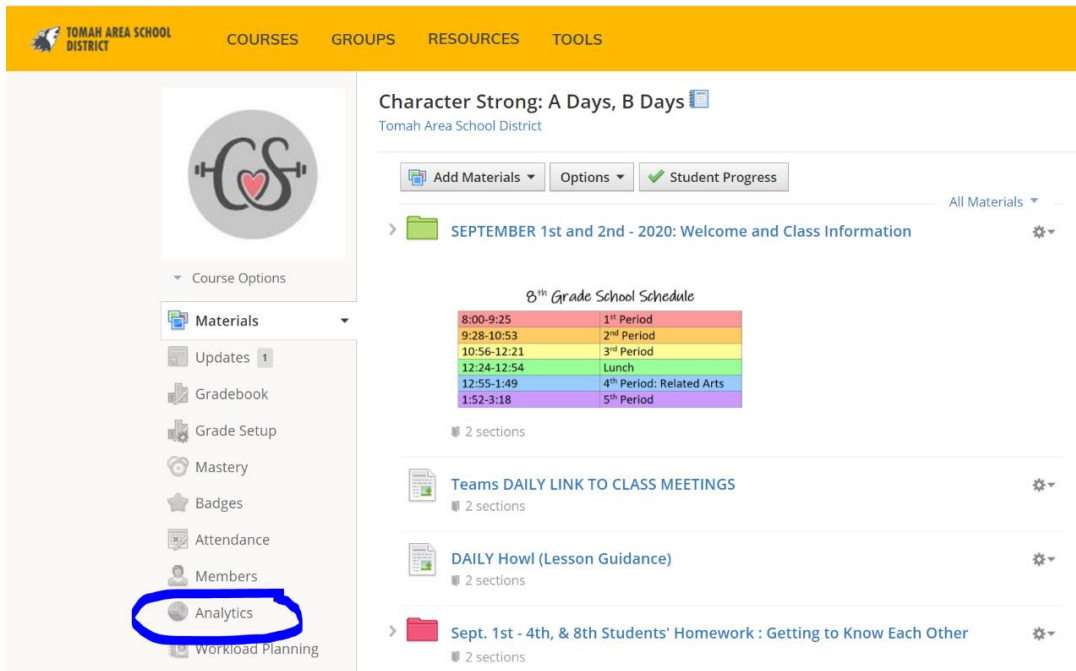 TOMAH AREA SCHOOL
DISTRICT
COURSES GROUPS RESOURCES TOOLS
CS
Course Options
Materials
Updates 1
Gradebook
Grade Setup
Mastery
Badges
Attendance
Members
Analytics
Workload Planning
Character Strong: A Days, B Days
Tomah Area School District
Add Materials Options Student Progress
All Materials
SEPTEMBER 1st and 2nd - 2020: Welcome and Class Information
8th Grade School Schedule
8:00-9:25 1st Period
9:28-10:53 2nd Period
10:56-12:21 3rd Period
12:24-12:54 Lunch
12:55-1:49 4th Period: Related Arts
1:52-3:18 5th Period
2 sections
Teams DAILY LINK TO CLASS MEETINGS
2 sections
DAILY Howl (Lesson Guidance)
2 sections
Sept. 1st - 4th, & 8th Students' Homework : Getting to Know Each Other
2 sections